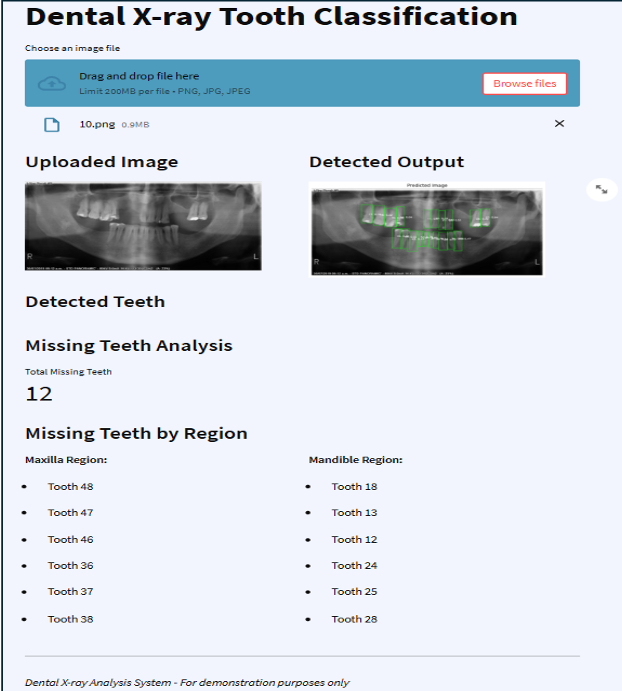 Dental X-ray Tooth Classification
Choose an image file
Drag and drop file here
Limit 200MB per file • PNG, JPG, JPEG
Browse files
10.png 0.9MB
Uploaded Image
Detected Output
Predicted Image
R
L
R
L
Detected Teeth
Missing Teeth Analysis
Total Missing Teeth
12
Missing Teeth by Region
Maxilla Region:
• Tooth 48
• Tooth 47
• Tooth 46
• Tooth 36
• Tooth 37
• Tooth 38
Mandible Region:
• Tooth 18
• Tooth 13
• Tooth 12
• Tooth 24
• Tooth 25
• Tooth 28
Dental X-ray Analysis System - For demonstration purposes only